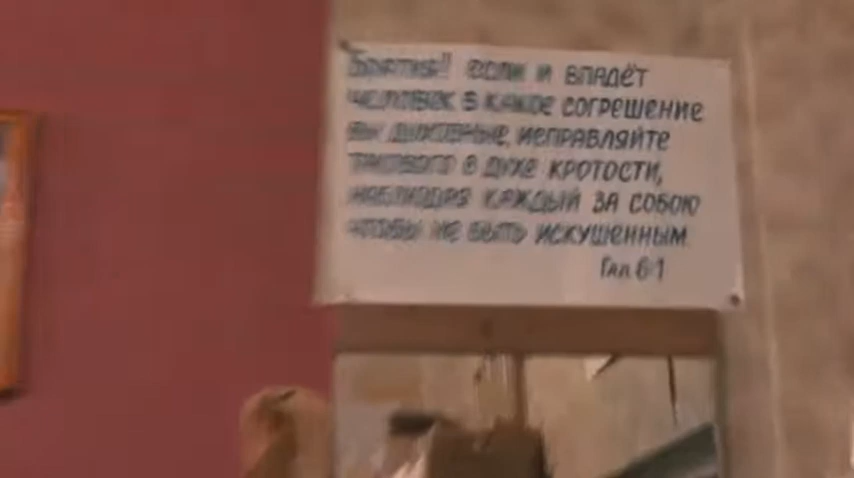 Братия! если и впадёт
человек в какое согрешение
вы духовные, исправляйте
такового в духе кротости,
наблюдая каждый за собою
чтобы не быть искушенным.
Гал. 6:1